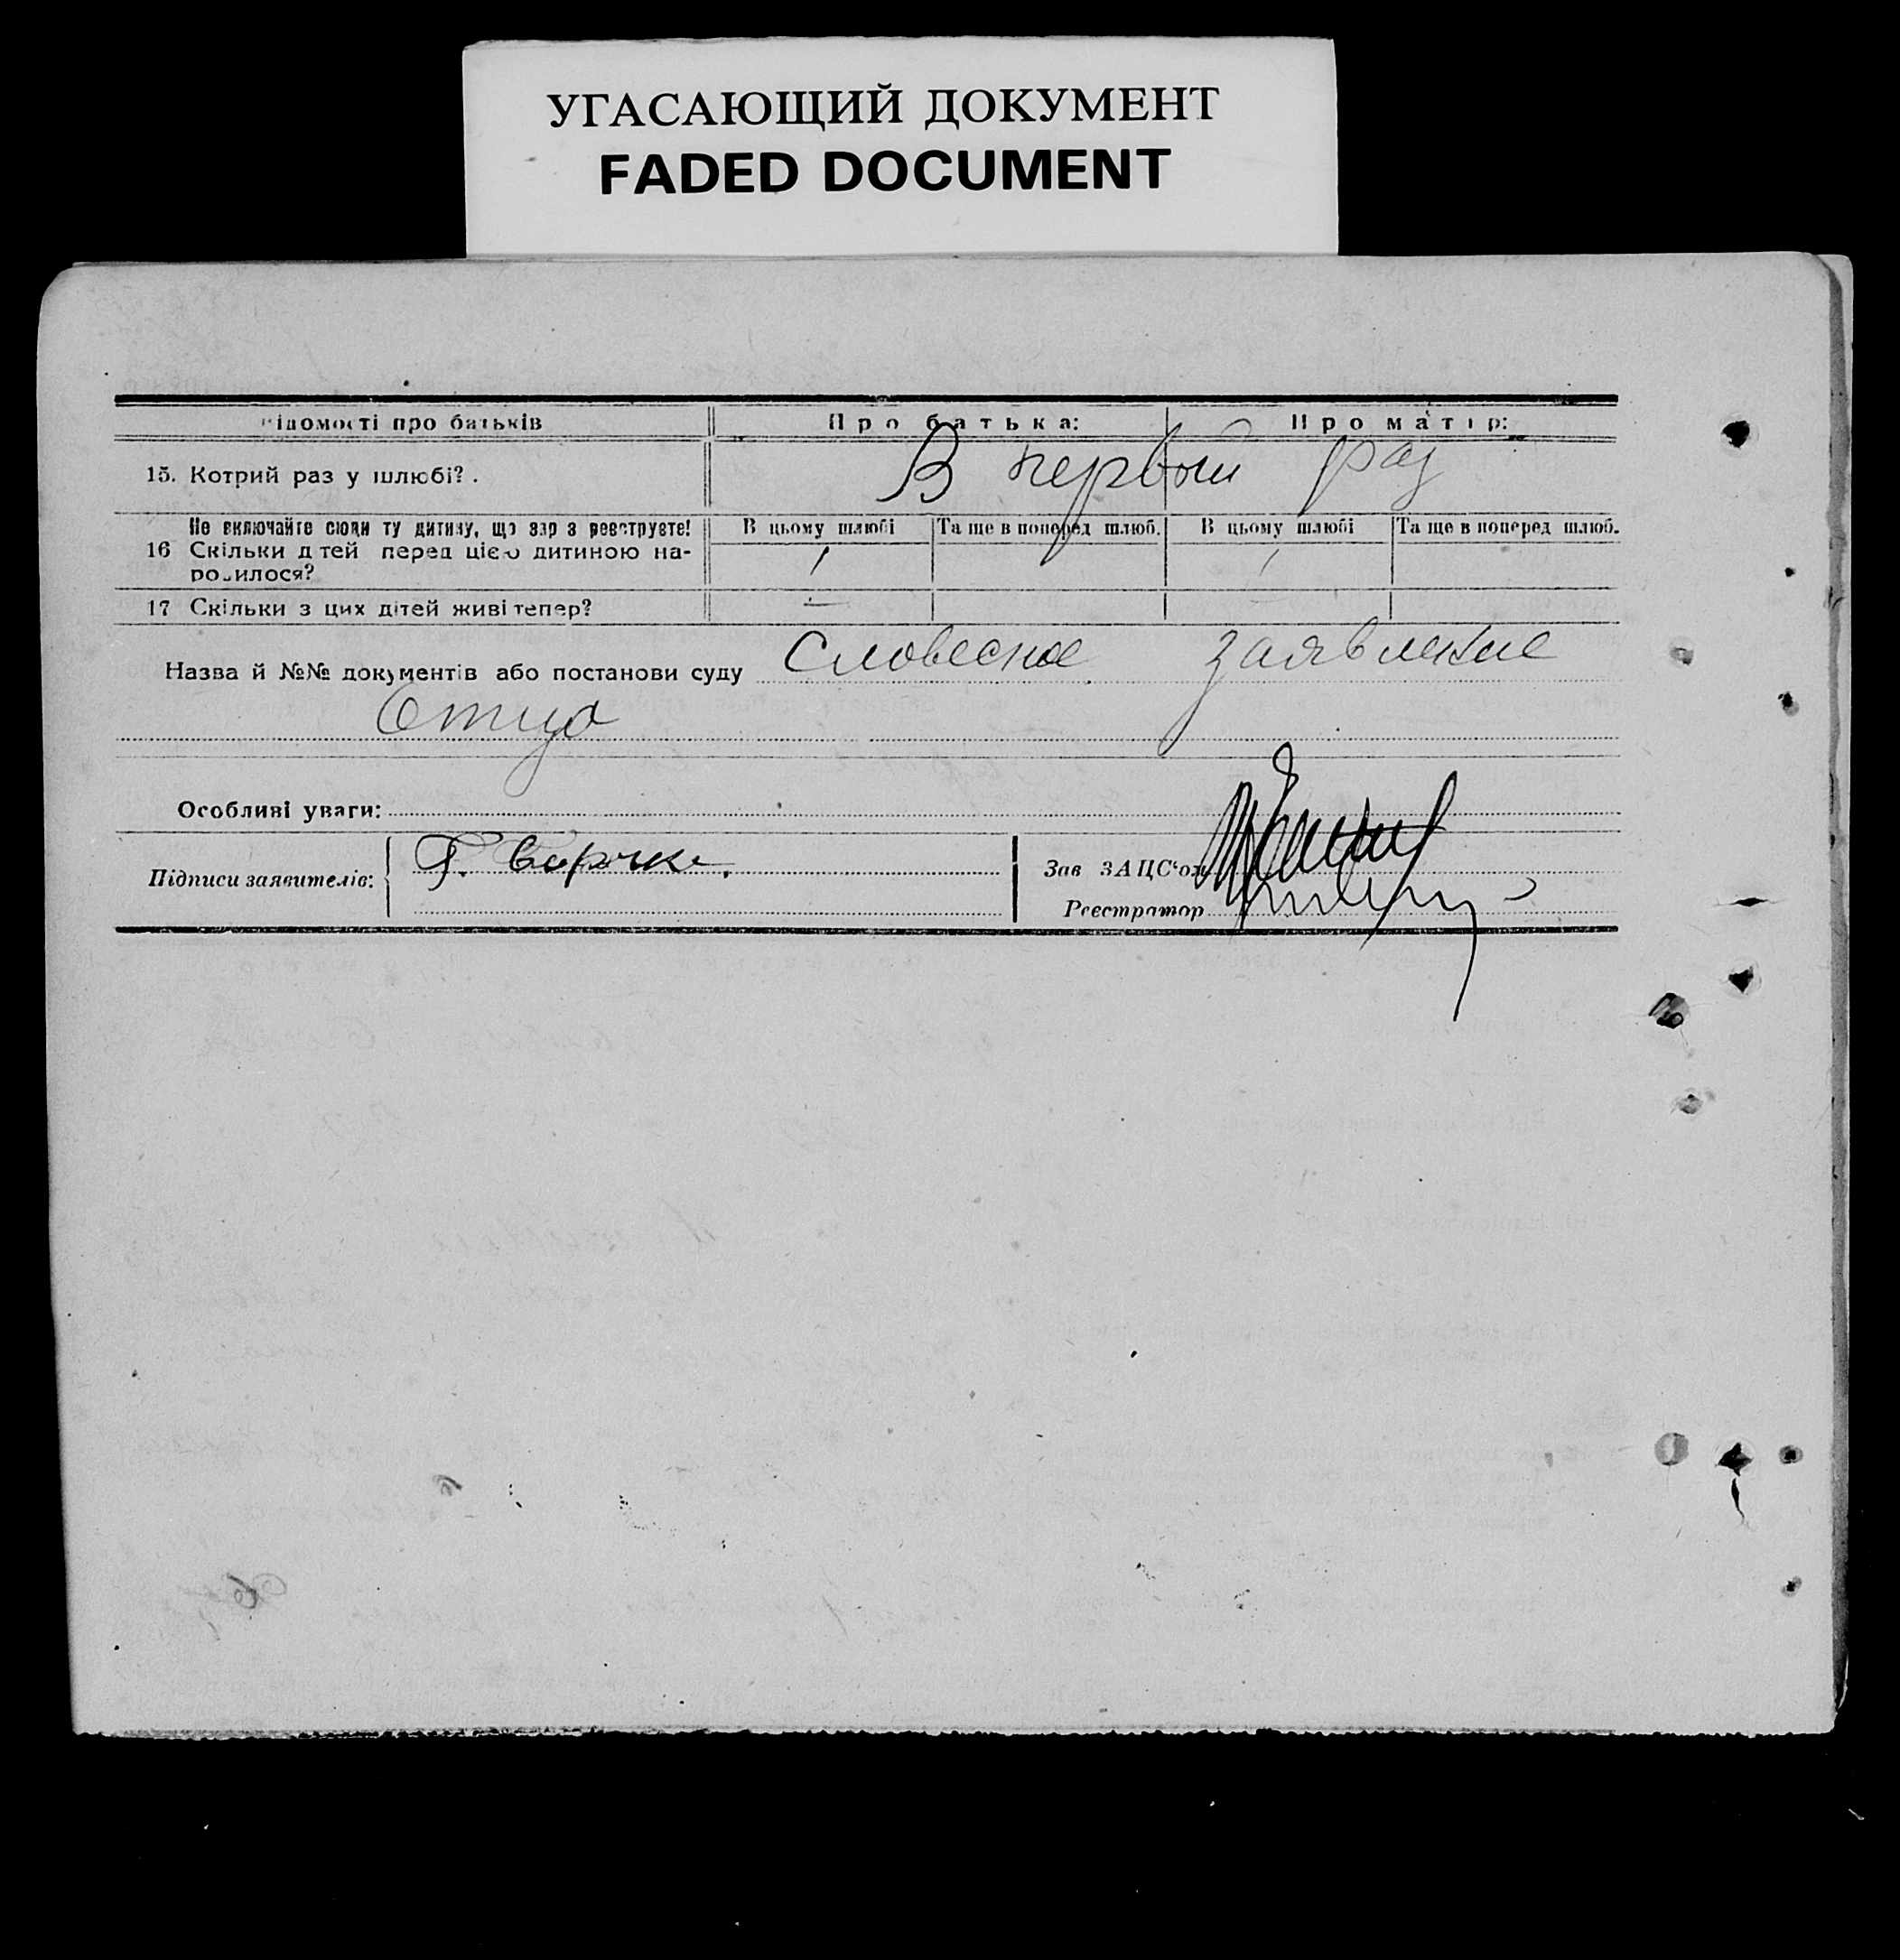 УГАСАЮЩИЙ ДОКУМЕНТ
FADED DOCUMENT
ідомості про батьків Про батька: Про матір:
15. Котрий раз у шлюбі? . В первый раз
Не включайте сюди ту дитину, що зараз реєструєте! В цьому шлюбі Та ще в поперед шлюб. В цьому шлюбі Та ще в поперед шлюб.
16 Скільки дітей перед цією дитиною на- 1 1
родилося?
17 Скільки з цих дітей живі тепер? —
Назва й №№ документів або постанови суду Словесное заявление
Отца
Особливі уваги:
Підписи заявителів: Г. Зав ЗАЦС'ом
Реєстратор